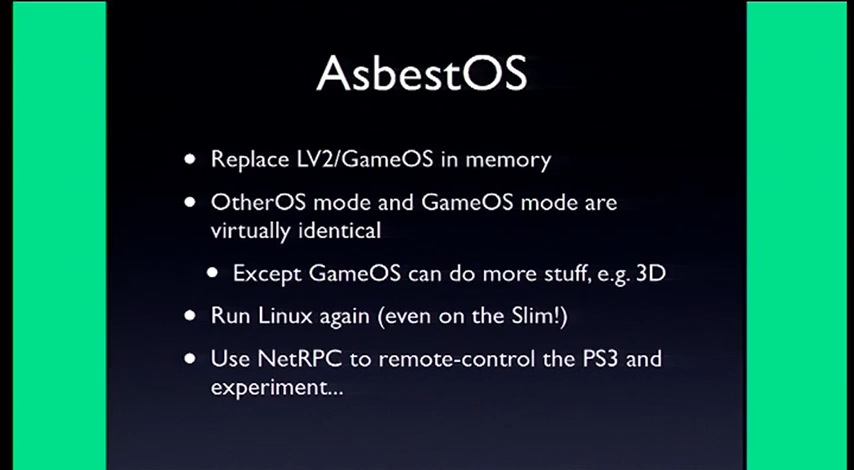 AsbestOS
• Replace LV2/GameOS in memory
• OtherOS mode and GameOS mode are
virtually identical
• Except GameOS can do more stuff, e.g. 3D
• Run Linux again (even on the Slim!)
• Use NetRPC to remote-control the PS3 and
experiment...